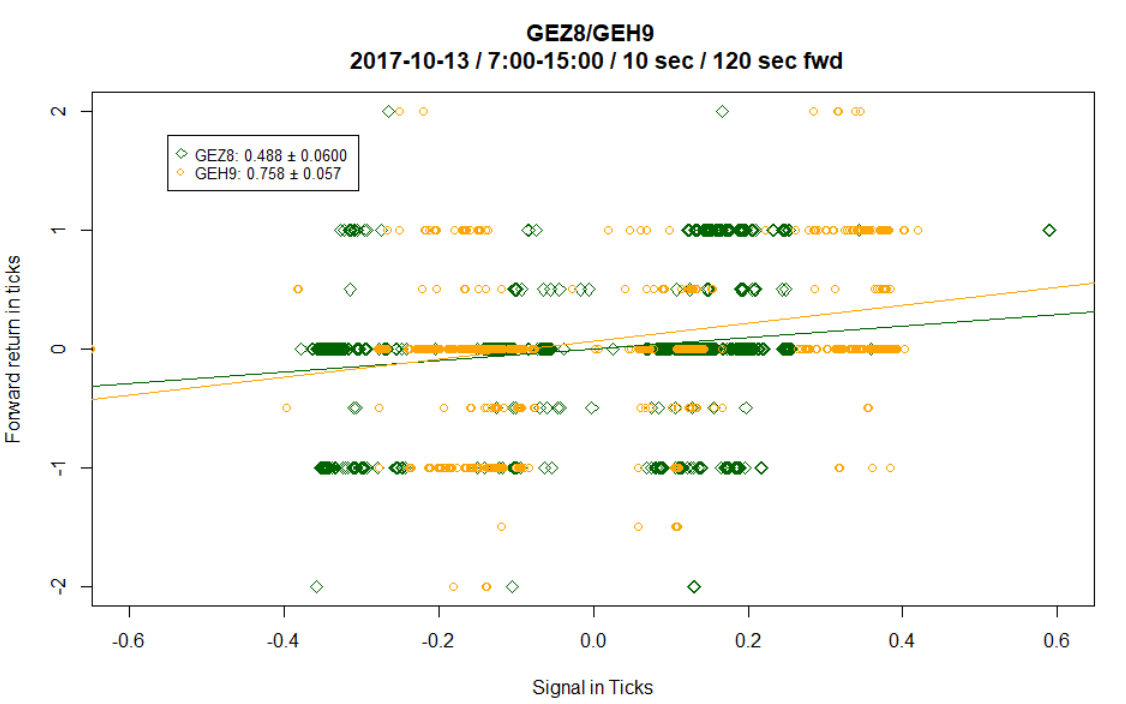 GEZ8/GEH9
2017-10-13 / 7:00-15:00 / 10 sec / 120 sec fwd
GEZ8: 0.488 ± 0.0600
GEH9: 0.758 ± 0.057
Forward return in ticks
2
1
0
-1
-2
-0.6 -0.4 -0.2 0.0 0.2 0.4 0.6
Signal in Ticks